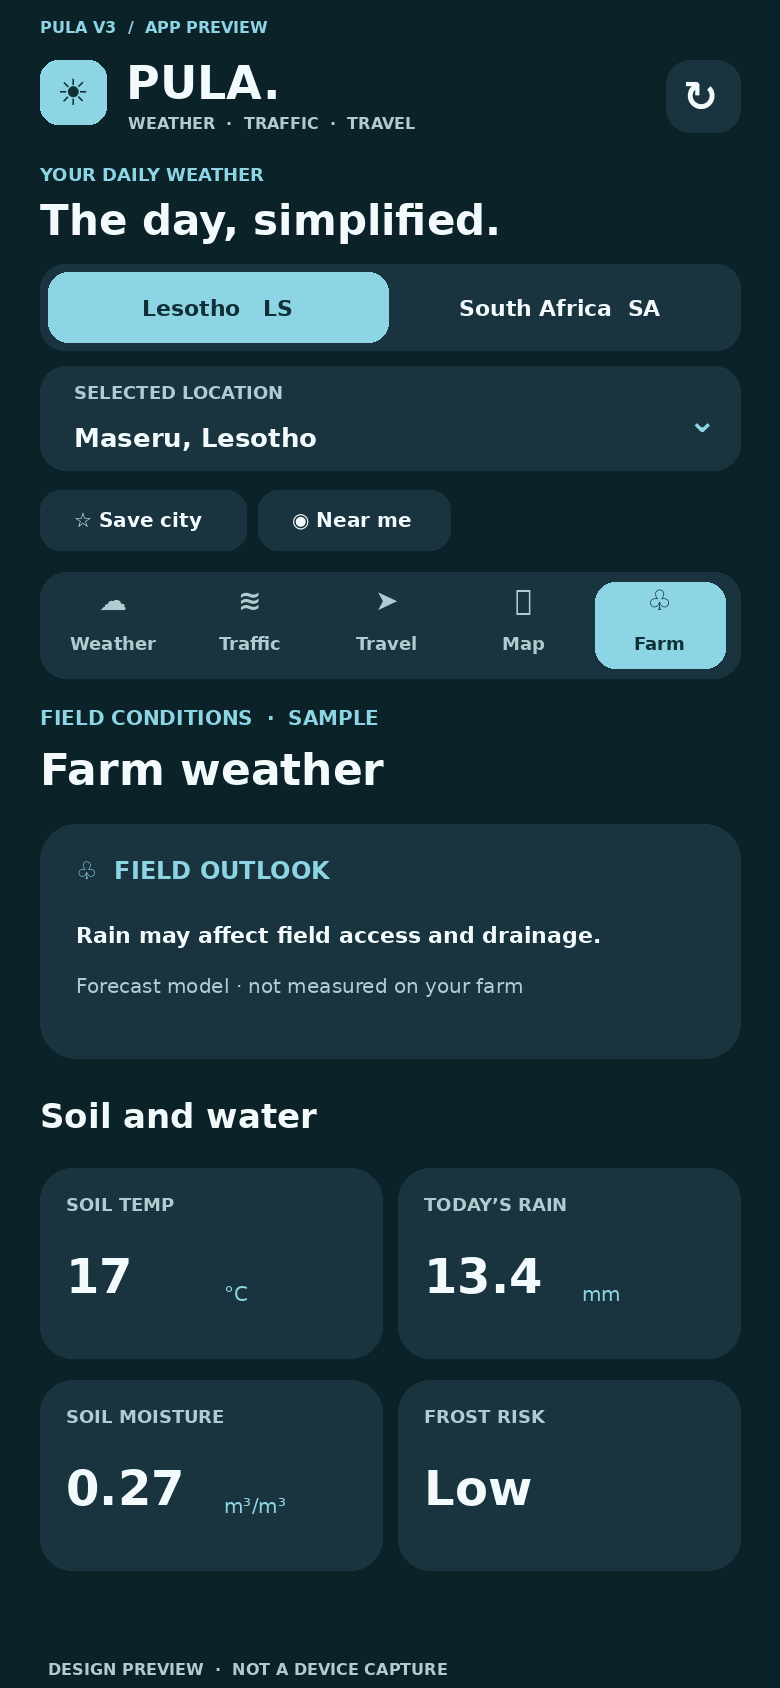 PULA V3 / APP PREVIEW
PULA.
WEATHER · TRAFFIC · TRAVEL
YOUR DAILY WEATHER
The day, simplified.
Lesotho LS South Africa SA
SELECTED LOCATION
Maseru, Lesotho
☆ Save city ◉ Near me
Weather Traffic Travel Map Farm
FIELD CONDITIONS · SAMPLE
Farm weather
FIELD OUTLOOK
Rain may affect field access and drainage.
Forecast model · not measured on your farm
Soil and water
SOIL TEMP
17 °C
TODAY’S RAIN
13.4 mm
SOIL MOISTURE
0.27 m³/m³
FROST RISK
Low
DESIGN PREVIEW · NOT A DEVICE CAPTURE